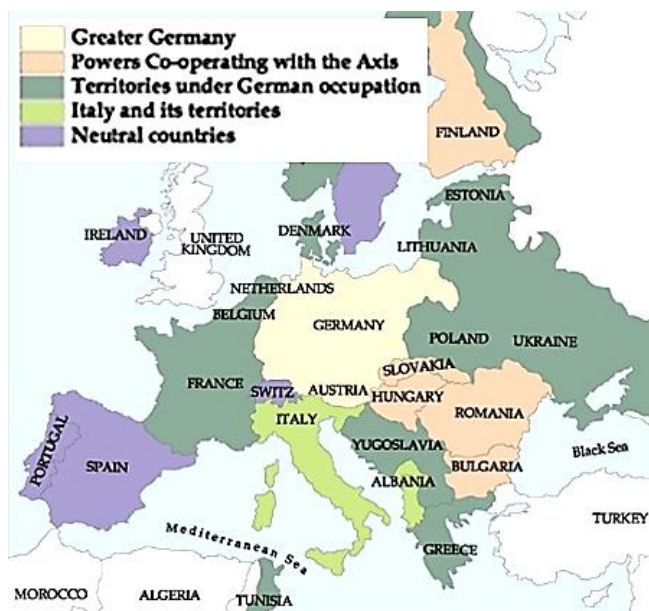 Greater Germany
Powers Co-operating with the Axis
Territories under German occupation
Italy and its territories
Neutral countries
FINLAND
ESTONIA
IRELAND
UNITED
KINGDOM
DENMARK
LITHUANIA
NETHERLANDS
BELGIUM
GERMANY
POLAND
UKRAINE
FRANCE
SWITZ
AUSTRIA
SLOVAKIA
HUNGARY
ROMANIA
ITALY
PORTUGAL
SPAIN
YUGOSLAVIA
Black Sea
BULGARIA
ALBANIA
TURKEY
Mediterranean Sea
GREECE
MOROCCO
ALGERIA
TUNISIA